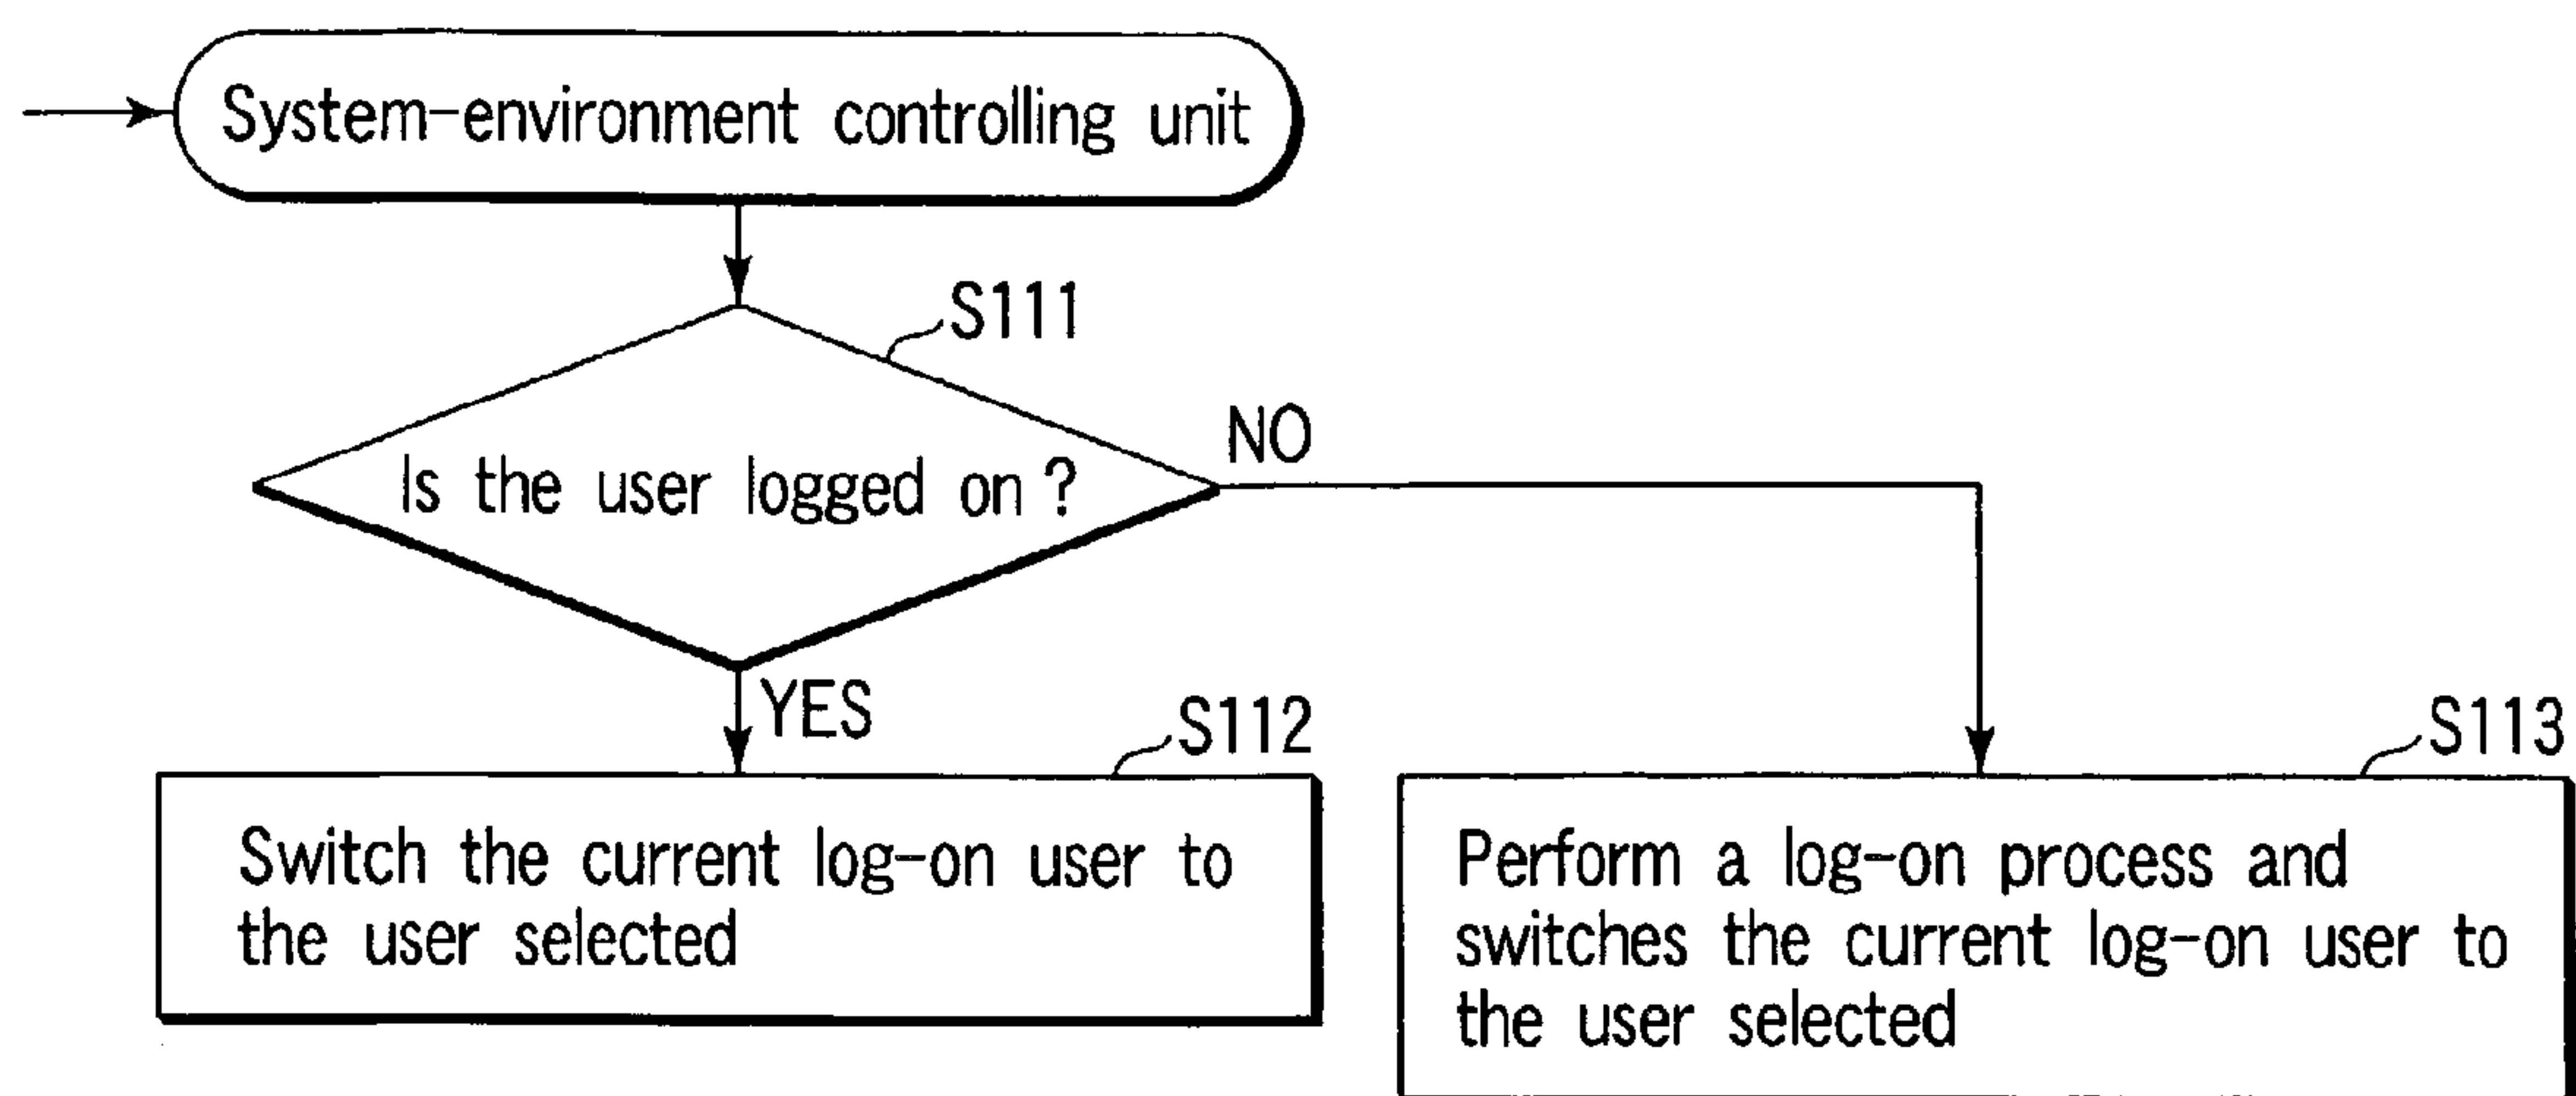 System-environment controlling unit
S111
Is the user logged on ?
NO
YES
S112
Switch the current log-on user to
the user selected
S113
Perform a log-on process and
switches the current log-on user to
the user selected